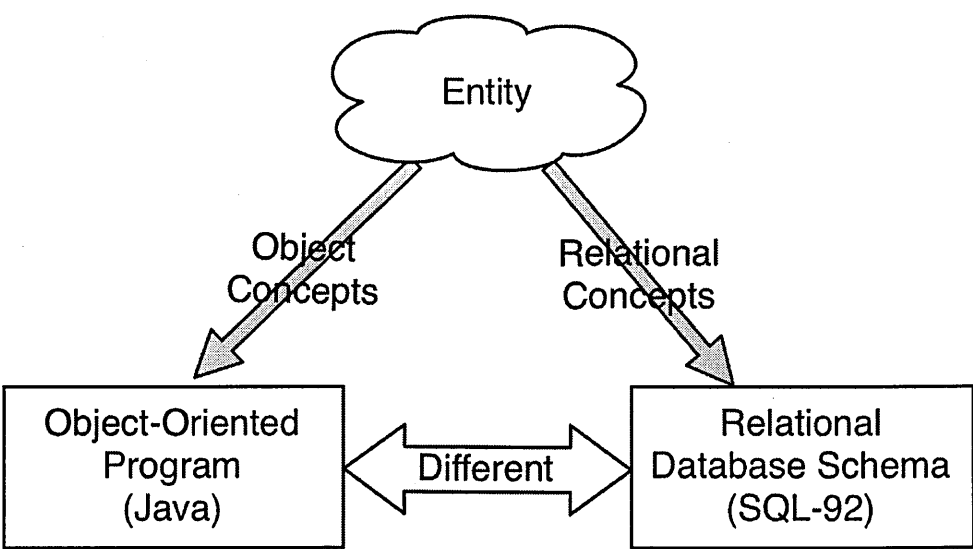 Entity
Object
Concepts
Relational
Concepts
Object-Oriented
Program
(Java)
Different
Relational
Database Schema
(SQL-92)